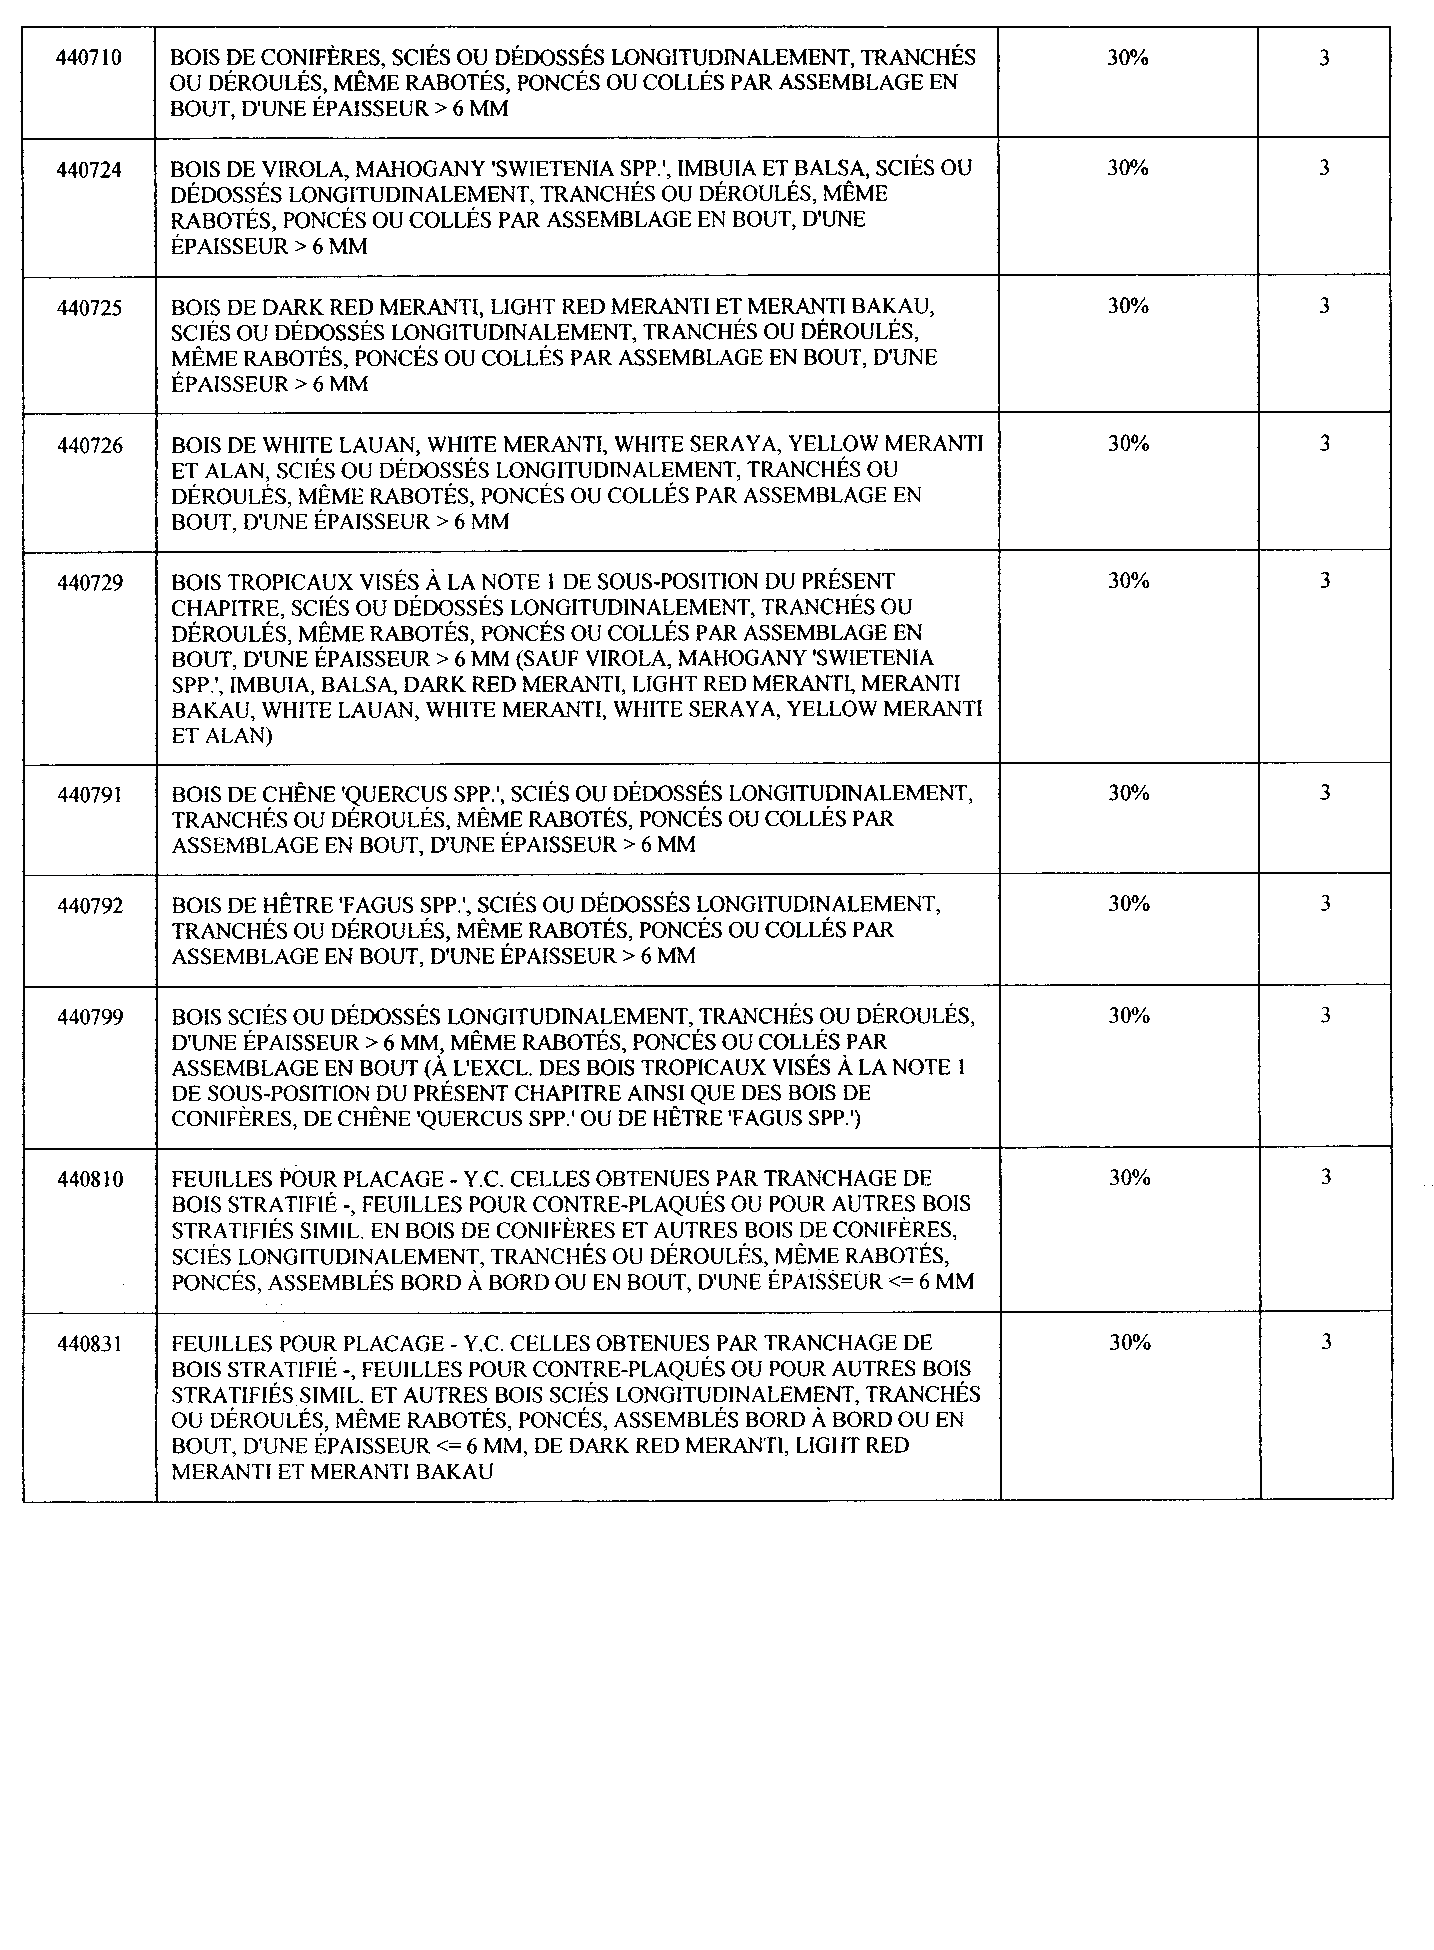 440710 BOIS DE CONIFÈRES, SCIÉS OU DÉDOSSÉS LONGITUDINALEMENT, TRANCHÉS 30% 3
OU DÉROULÉS, MÊME RABOTÉS, PONCÉS OU COLLÉS PAR ASSEMBLAGE EN
BOUT, D'UNE ÉPAISSEUR > 6 MM
440724 BOIS DE VIROLA, MAHOGANY 'SWIETENIA SPP.', IMBUIA ET BALSA, SCIÉS OU 30% 3
DÉDOSSÉS LONGITUDINALEMENT, TRANCHÉS OU DÉROULÉS, MÊME
RABOTÉS, PONCÉS OU COLLÉS PAR ASSEMBLAGE EN BOUT, D'UNE
ÉPAISSEUR > 6 MM
440725 BOIS DE DARK RED MERANTI, LIGHT RED MERANTI ET MERANTI BAKAU, 30% 3
SCIÉS OU DÉDOSSÉS LONGITUDINALEMENT, TRANCHÉS OU DÉROULÉS,
MÊME RABOTÉS, PONCÉS OU COLLÉS PAR ASSEMBLAGE EN BOUT, D'UNE
ÉPAISSEUR > 6 MM
440726 BOIS DE WHITE LAUAN, WHITE MERANTI, WHITE SERAYA, YELLOW MERANTI 30% 3
ET ALAN, SCIÉS OU DÉDOSSÉS LONGITUDINALEMENT, TRANCHÉS OU
DÉROULÉS, MÊME RABOTÉS, PONCÉS OU COLLÉS PAR ASSEMBLAGE EN
BOUT, D'UNE ÉPAISSEUR > 6 MM
440729 BOIS TROPICAUX VISÉS À LA NOTE 1 DE SOUS-POSITION DU PRÉSENT 30% 3
CHAPITRE, SCIÉS OU DÉDOSSÉS LONGITUDINALEMENT, TRANCHÉS OU
DÉROULÉS, MÊME RABOTÉS, PONCÉS OU COLLÉS PAR ASSEMBLAGE EN
BOUT, D'UNE ÉPAISSEUR > 6 MM (SAUF VIROLA, MAHOGANY 'SWIETENIA
SPP.', IMBUIA, BALSA, DARK RED MERANTI, LIGHT RED MERANTI, MERANTI
BAKAU, WHITE LAUAN, WHITE MERANTI, WHITE SERAYA, YELLOW MERANTI
ET ALAN)
440791 BOIS DE CHÊNE 'QUERCUS SPP.', SCIÉS OU DÉDOSSÉS LONGITUDINALEMENT, 30% 3
TRANCHÉS OU DÉROULÉS, MÊME RABOTÉS, PONCÉS OU COLLÉS PAR
ASSEMBLAGE EN BOUT, D'UNE ÉPAISSEUR > 6 MM
440792 BOIS DE HÊTRE 'FAGUS SPP.', SCIÉS OU DÉDOSSÉS LONGITUDINALEMENT, 30% 3
TRANCHÉS OU DÉROULÉS, MÊME RABOTÉS, PONCÉS OU COLLÉS PAR
ASSEMBLAGE EN BOUT, D'UNE ÉPAISSEUR > 6 MM
440799 BOIS SCIÉS OU DÉDOSSÉS LONGITUDINALEMENT, TRANCHÉS OU DÉROULÉS, 30% 3
D'UNE ÉPAISSEUR > 6 MM, MÊME RABOTÉS, PONCÉS OU COLLÉS PAR
ASSEMBLAGE EN BOUT (À L'EXCL. DES BOIS TROPICAUX VISÉS À LA NOTE 1
DE SOUS-POSITION DU PRÉSENT CHAPITRE AINSI QUE DES BOIS DE
CONIFÈRES, DE CHÊNE 'QUERCUS SPP.' OU DE HÊTRE 'FAGUS SPP.')
440810 FEUILLES POUR PLACAGE - Y.C. CELLES OBTENUES PAR TRANCHAGE DE 30% 3
BOIS STRATIFIÉ -, FEUILLES POUR CONTRE-PLAQUÉS OU POUR AUTRES BOIS
STRATIFIÉS SIMIL. EN BOIS DE CONIFÈRES ET AUTRES BOIS DE CONIFÈRES,
SCIÉS LONGITUDINALEMENT, TRANCHÉS OU DÉROULÉS, MÊME RABOTÉS,
PONCÉS, ASSEMBLÉS BORD À BORD OU EN BOUT, D'UNE ÉPAISSEUR <= 6 MM
440831 FEUILLES POUR PLACAGE - Y.C. CELLES OBTENUES PAR TRANCHAGE DE 30% 3
BOIS STRATIFIÉ -, FEUILLES POUR CONTRE-PLAQUÉS OU POUR AUTRES BOIS
STRATIFIÉS SIMIL. ET AUTRES BOIS SCIÉS LONGITUDINALEMENT, TRANCHÉS
OU DÉROULÉS, MÊME RABOTÉS, PONCÉS, ASSEMBLÉS BORD À BORD OU EN
BOUT, D'UNE ÉPAISSEUR <= 6 MM, DE DARK RED MERANTI, LIGHT RED
MERANTI ET MERANTI BAKAU